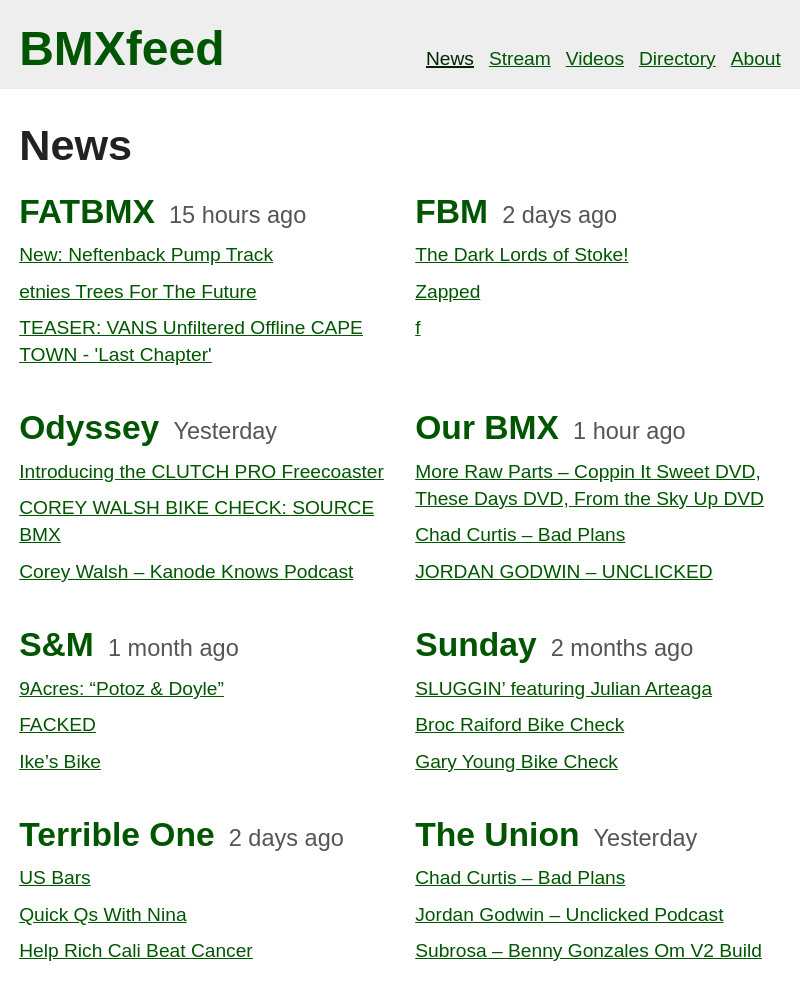 BMXfeed
News Stream Videos Directory About
News
FATBMX 15 hours ago
New: Neftenback Pump Track
etnies Trees For The Future
TEASER: VANS Unfiltered Offline CAPE
TOWN - 'Last Chapter'
FBM 2 days ago
The Dark Lords of Stoke!
Zapped
f
Odyssey Yesterday
Introducing the CLUTCH PRO Freecoaster
COREY WALSH BIKE CHECK: SOURCE
BMX
Corey Walsh – Kanode Knows Podcast
Our BMX 1 hour ago
More Raw Parts – Coppin It Sweet DVD,
These Days DVD, From the Sky Up DVD
Chad Curtis – Bad Plans
JORDAN GODWIN – UNCLICKED
S&M 1 month ago
9Acres: “Potoz & Doyle”
FACKED
Ike’s Bike
Sunday 2 months ago
SLUGGIN’ featuring Julian Arteaga
Broc Raiford Bike Check
Gary Young Bike Check
Terrible One 2 days ago
US Bars
Quick Qs With Nina
Help Rich Cali Beat Cancer
The Union Yesterday
Chad Curtis – Bad Plans
Jordan Godwin – Unclicked Podcast
Subrosa – Benny Gonzales Om V2 Build